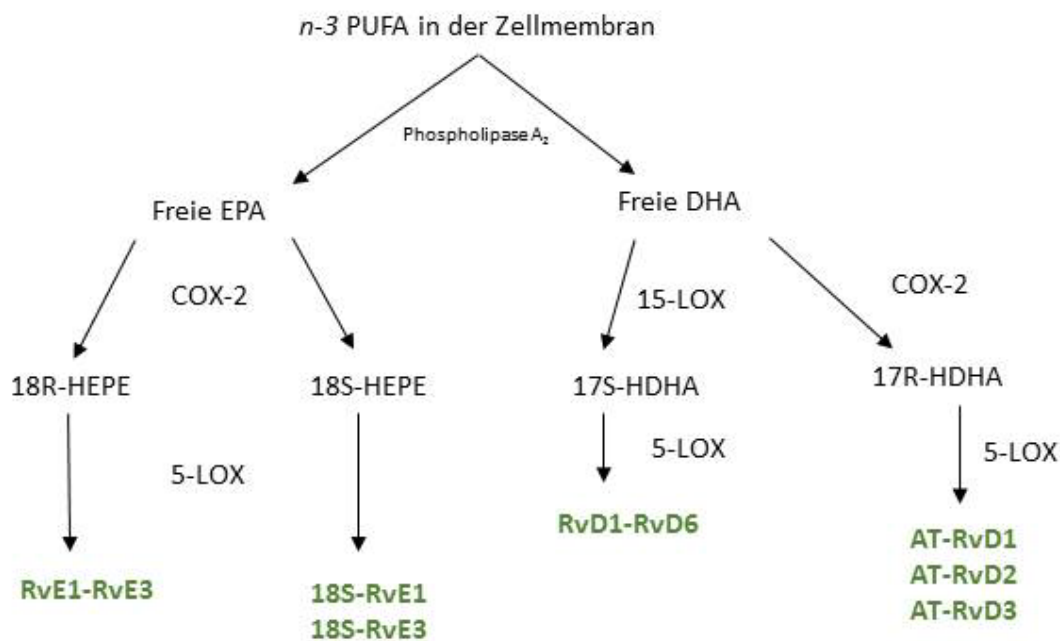 n-3 PUFA in der Zellmembran
Phospholipase A₂
Freie EPA
Freie DHA
COX-2
15-LOX
COX-2
18R-HEPE
18S-HEPE
17S-HDHA
17R-HDHA
5-LOX
5-LOX
5-LOX
RvE1-RvE3
18S-RvE1
18S-RvE3
RvD1-RvD6
AT-RvD1
AT-RvD2
AT-RvD3